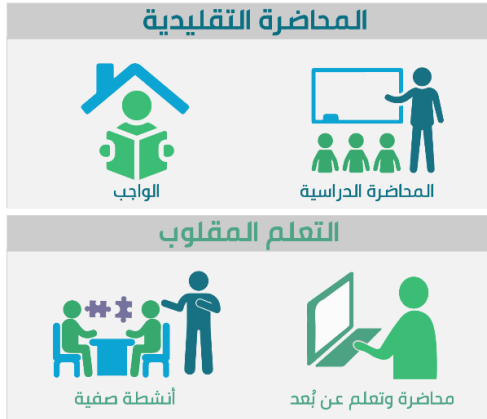 المحاضرة التقليدية
المحاضرة الدراسية
الواجب
التعلم المقلوب
محاضرة وتعلم عن بُعد
أنشطة صفية